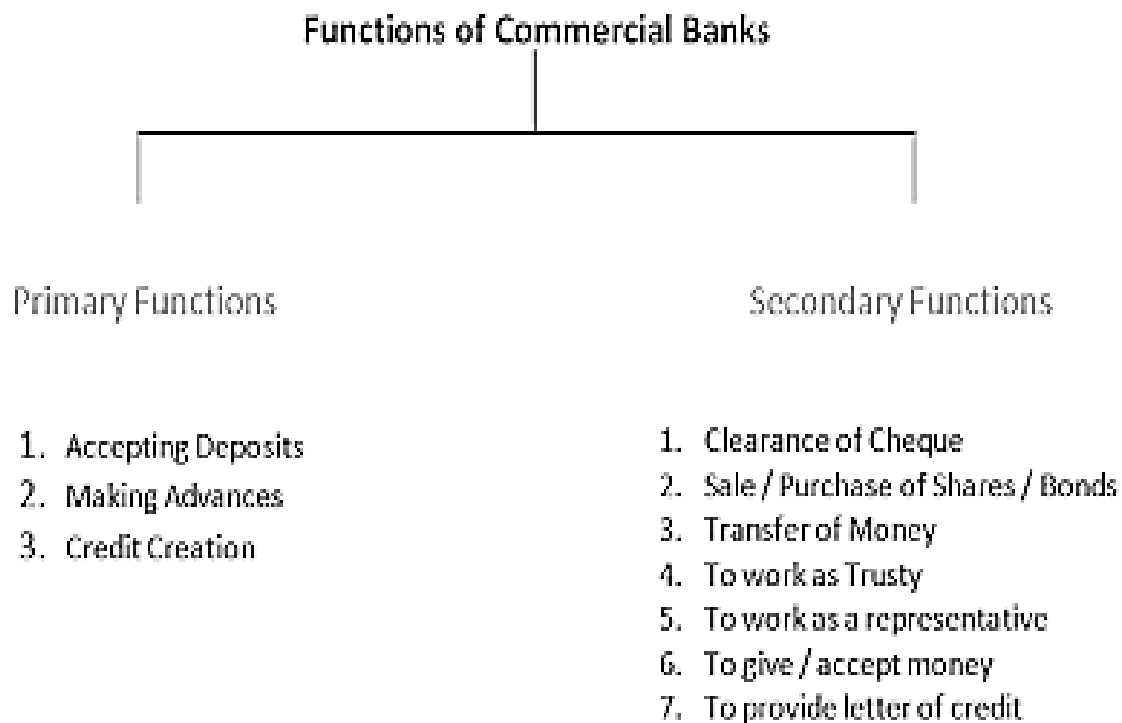 Functions of Commercial Banks
Primary Functions
1. Accepting Deposits
2. Making Advances
3. Credit Creation
Secondary Functions
1. Clearance of Cheque
2. Sale / Purchase of Shares / Bonds
3. Transfer of Money
4. To work as Trusty
5. To work as a representative
6. To give / accept money
7. To provide letter of credit